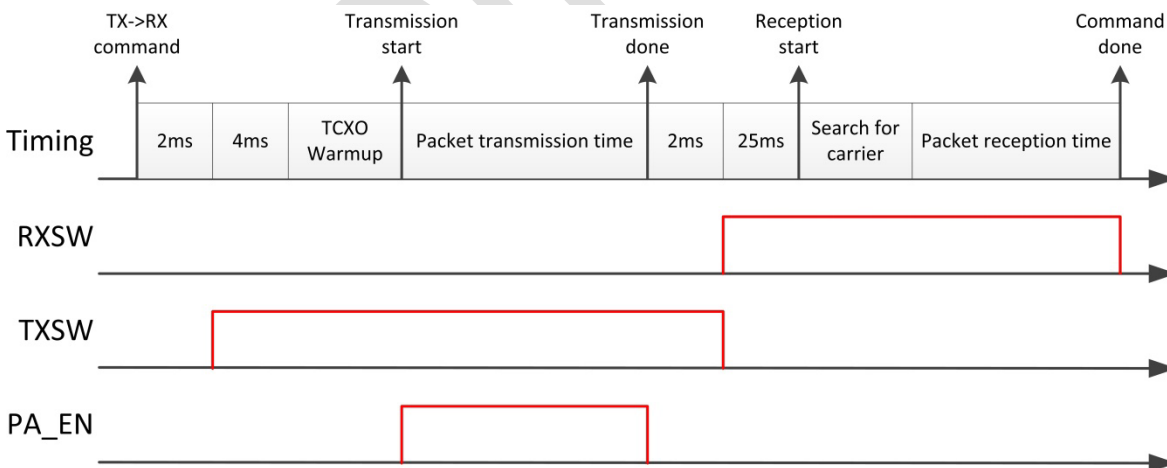 TX->RX
command
Transmission
start
Transmission
done
Reception
start
Command
done
Timing
2ms
4ms
TCXO
Warmup
Packet transmission time
2ms
25ms
Search for
carrier
Packet reception time
RXSW
TXSW
PA_EN